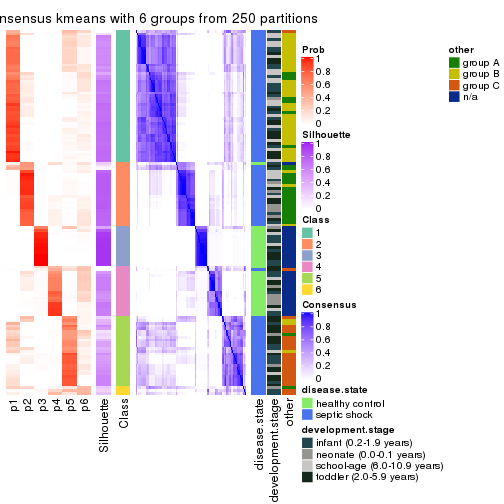 nsensus kmeans with 6 groups from 250 partitions
Prob
1
0.8
0.6
0.4
0.2
0
Silhouette
1
0.8
0.6
0.4
0.2
0
Class
1
2
3
4
5
6
Consensus
1
0.8
0.6
0.4
0.2
0
disease.state
healthy control
septic shock
development.stage
infant (0.2-1.9 years)
neonate (0.0-0.1 years)
school-age (6.0-10.9 years)
toddler (2.0-5.9 years)
other
group A
group B
group C
n/a
p1
p2
p3
p4
p5
p6
Silhouette
Class
disease.state
development.stage
other